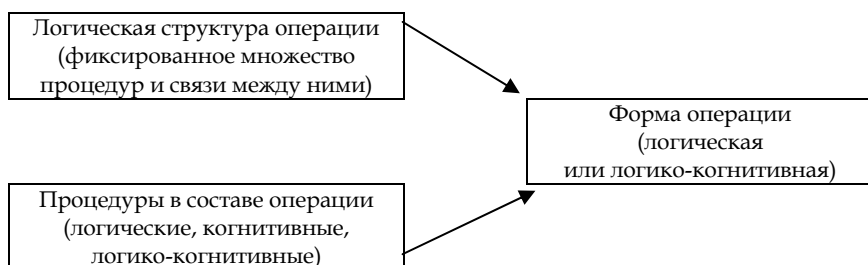 Логическая структура операции
(фиксированное множество
процедур и связи между ними)
Форма операции
(логическая
или логико-когнитивная)
Процедуры в составе операции
(логические, когнитивные,
логико-когнитивные)